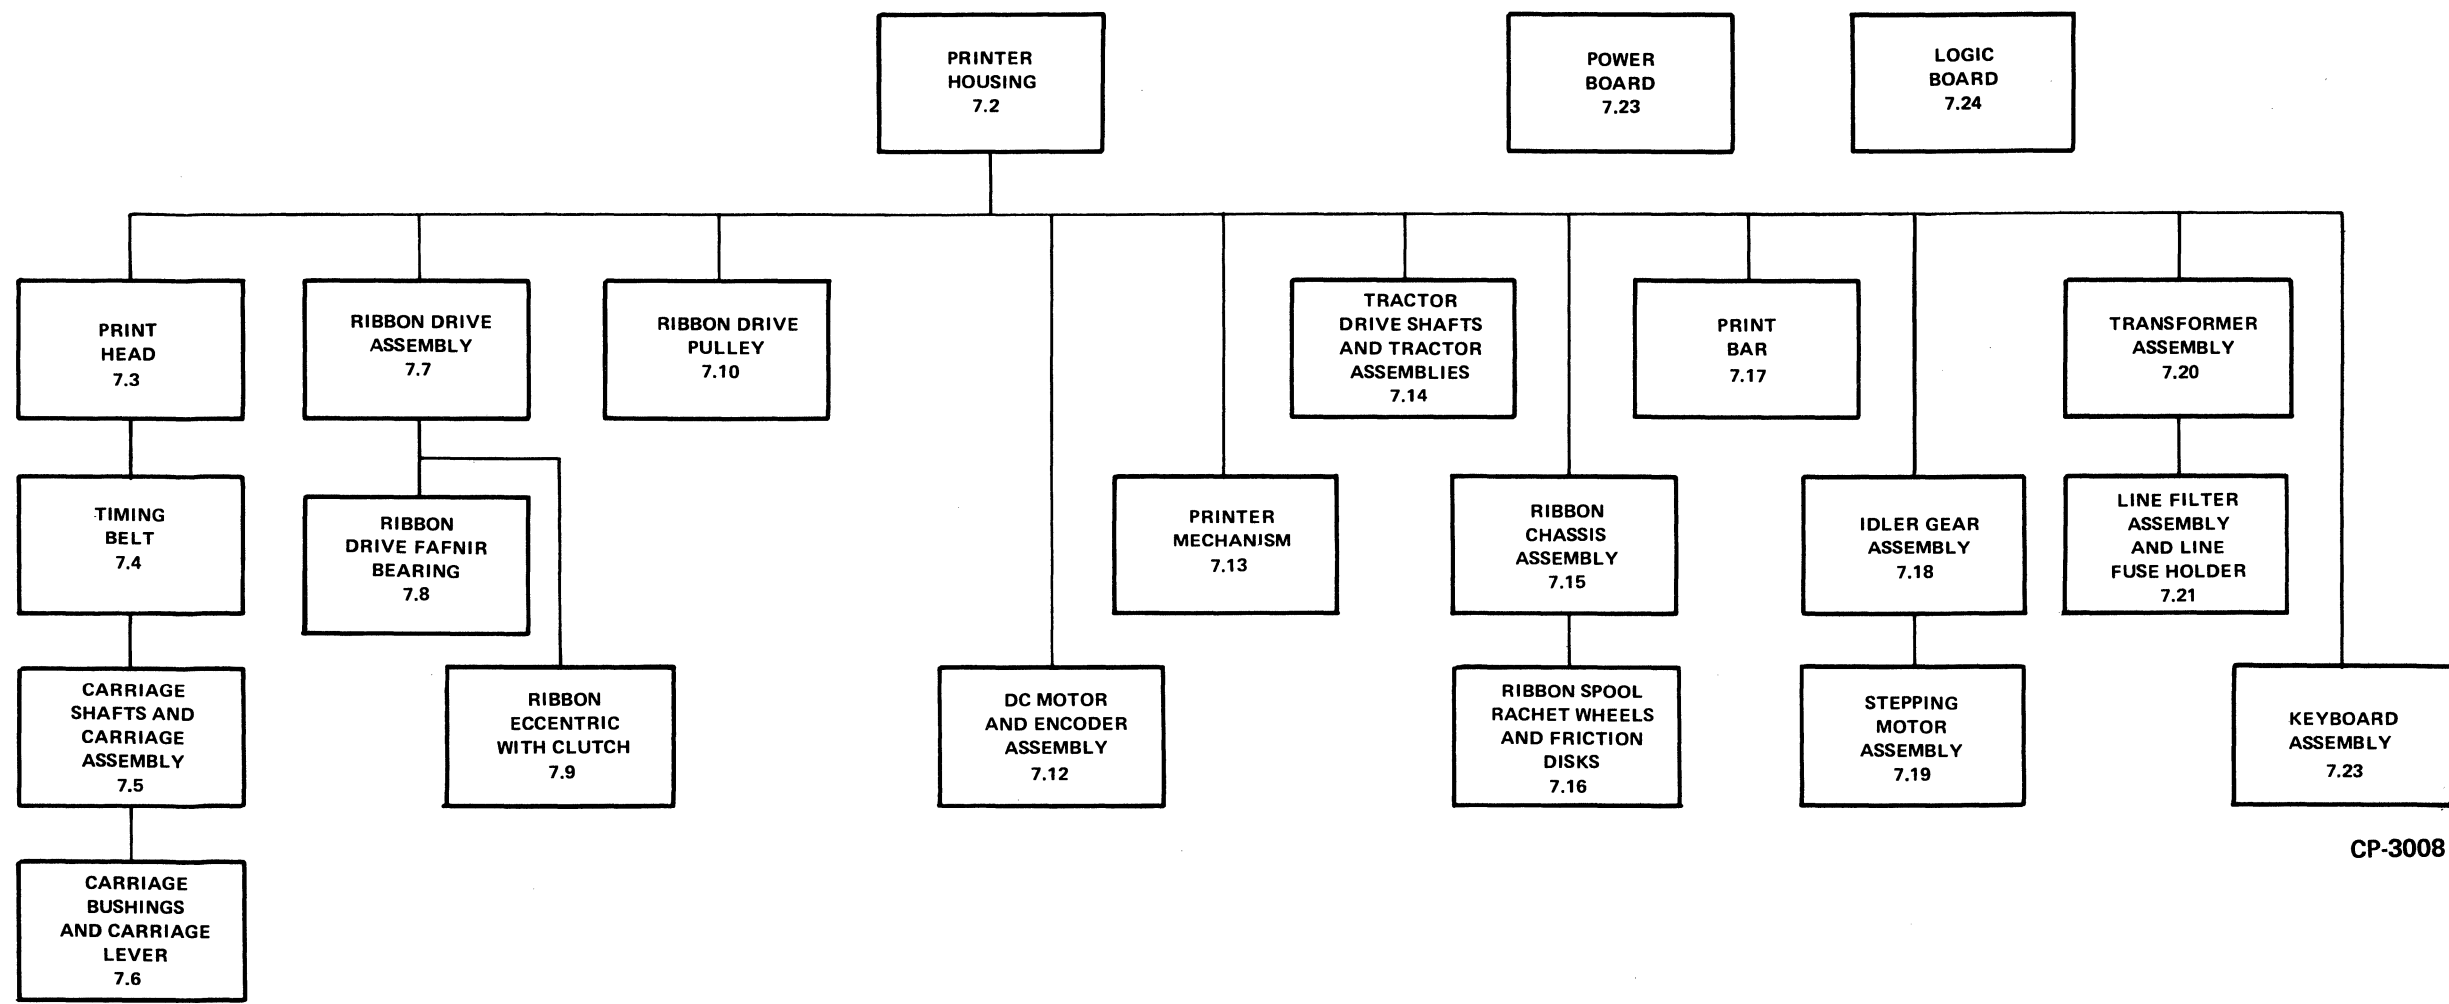 PRINTER
HOUSING
7.2
POWER
BOARD
7.23
LOGIC
BOARD
7.24
PRINT
HEAD
7.3
RIBBON DRIVE
ASSEMBLY
7.7
RIBBON DRIVE
PULLEY
7.10
TRACTOR
DRIVE SHAFTS
AND TRACTOR
ASSEMBLIES
7.14
PRINT
BAR
7.17
TRANSFORMER
ASSEMBLY
7.20
TIMING
BELT
7.4
RIBBON
DRIVE FAFNIR
BEARING
7.8
PRINTER
MECHANISM
7.13
RIBBON
CHASSIS
ASSEMBLY
7.15
IDLER GEAR
ASSEMBLY
7.18
LINE FILTER
ASSEMBLY
AND LINE
FUSE HOLDER
7.21
CARRIAGE
SHAFTS AND
CARRIAGE
ASSEMBLY
7.5
RIBBON
ECCENTRIC
WITH CLUTCH
7.9
DC MOTOR
AND ENCODER
ASSEMBLY
7.12
RIBBON SPOOL
RACHET WHEELS
AND FRICTION
DISKS
7.16
STEPPING
MOTOR
ASSEMBLY
7.19
KEYBOARD
ASSEMBLY
7.23
CP-3008
CARRIAGE
BUSHINGS
AND CARRIAGE
LEVER
7.6